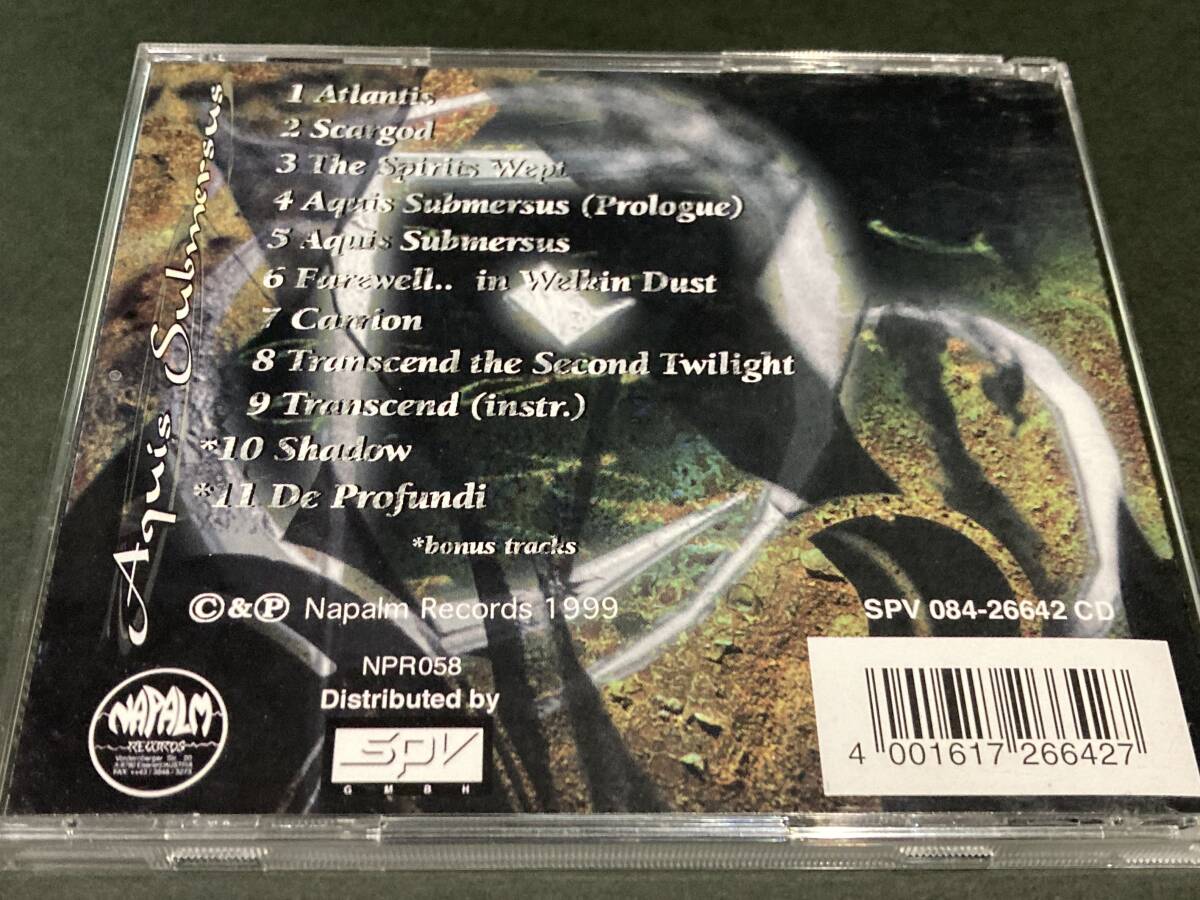 Aquis Submersus
1 Atlantis
2 Scargod
3 The Spirits Wept
4 Aquis Submersus (Prologue)
5 Aquis Submersus
6 Farewell.. in Welkin Dust
7 Carrion
8 Transcend the Second Twilight
9 Transcend (instr.)
*10 Shadow
*11 De Profundi
*bonus tracks
©&℗ Napalm Records 1999
SPV 084-26642 CD
NPR058
Distributed by
spv
GMBH
NAPALM
RECORDS
4 001617 266427